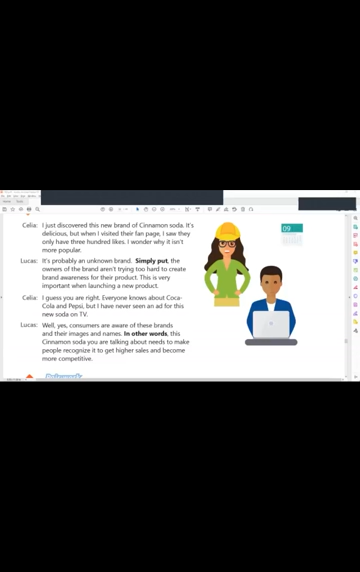 Celia: I just discovered this new brand of Cinnamon soda. It's
delicious, but when I visited their fan page, I saw they
only have three hundred likes. I wonder why it isn't
more popular.
Lucas: It's probably an unknown brand. Simply put, the
owners of the brand aren't trying too hard to create
brand awareness for their product. This is very
important when launching a new product.
Celia: I guess you are right. Everyone knows about Coca-
Cola and Pepsi, but I have never seen an ad for this
new soda on TV.
Lucas: Well, yes, consumers are aware of these brands
and their images and names. In other words, this
Cinnamon soda you are talking about needs to make
people recognize it to get higher sales and become
more competitive.
09